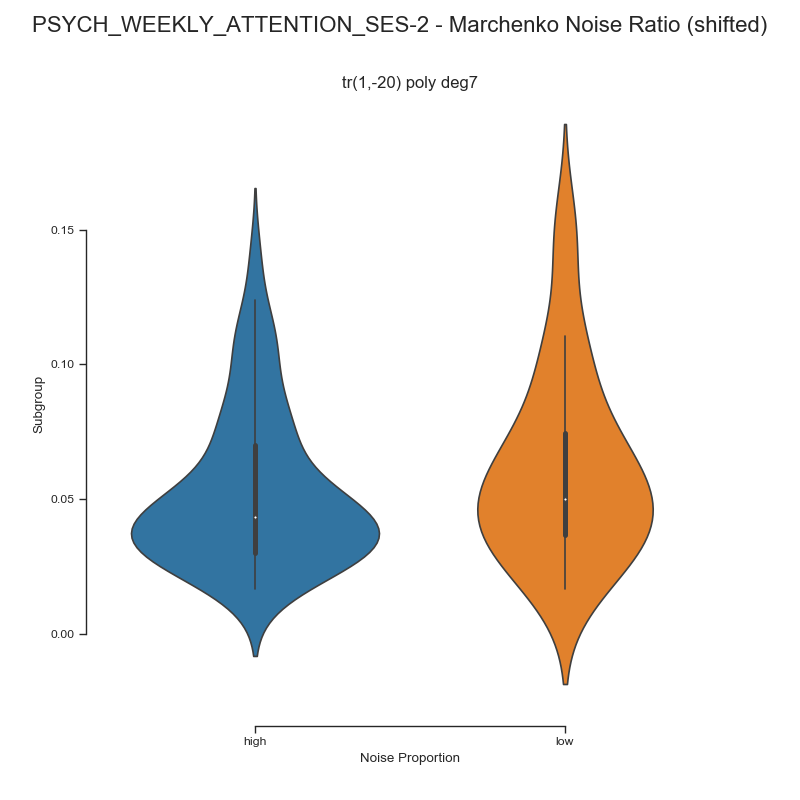 PSYCH_WEEKLY_ATTENTION_SES-2 - Marchenko Noise Ratio (shifted)
tr(1,-20) poly deg7
0.15
0.10
0.05
0.00
Subgroup
high low
Noise Proportion